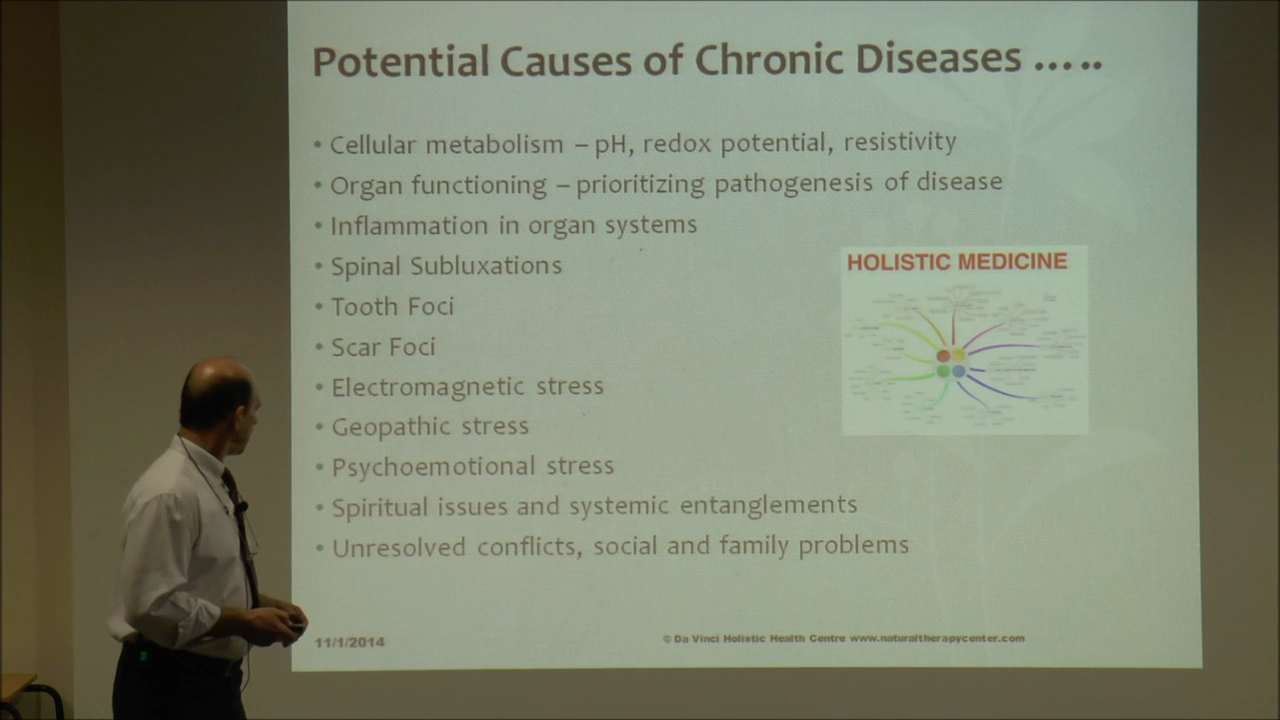 Potential Causes of Chronic Diseases .....
• Cellular metabolism – pH, redox potential, resistivity
• Organ functioning – prioritizing pathogenesis of disease
• Inflammation in organ systems
• Spinal Subluxations
• Tooth Foci
• Scar Foci
• Electromagnetic stress
• Geopathic stress
• Psychoemotional stress
• Spiritual issues and systemic entanglements
• Unresolved conflicts, social and family problems
HOLISTIC MEDICINE
11/1/2014
© Da Vinci Holistic Health Centre www.naturaltherapycenter.com